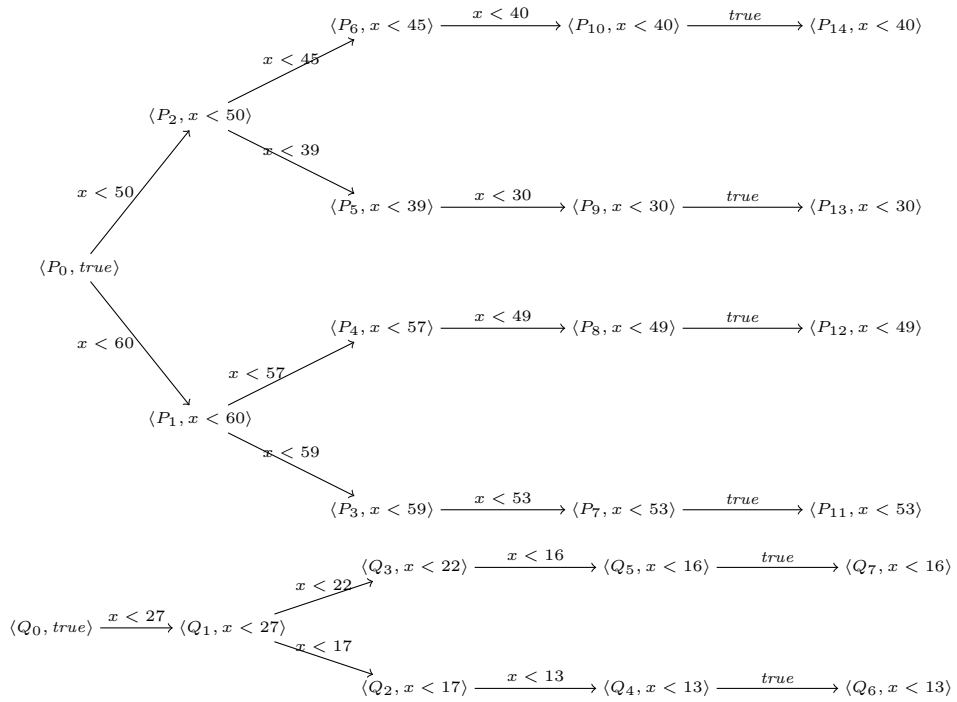 ⟨P₆, x < 45⟩ x < 40 ⟨P₁₀, x < 40⟩ true ⟨P₁₄, x < 40⟩
x < 45
⟨P₂, x < 50⟩
x < 39
x < 50
⟨P₅, x < 39⟩ x < 30 ⟨P₉, x < 30⟩ true ⟨P₁₃, x < 30⟩
⟨P₀, true⟩
x < 60
⟨P₄, x < 57⟩ x < 49 ⟨P₈, x < 49⟩ true ⟨P₁₂, x < 49⟩
x < 57
⟨P₁, x < 60⟩
x < 59
⟨P₃, x < 59⟩ x < 53 ⟨P₇, x < 53⟩ true ⟨P₁₁, x < 53⟩
⟨Q₃, x < 22⟩ x < 16 ⟨Q₅, x < 16⟩ true ⟨Q₇, x < 16⟩
x < 22
⟨Q₀, true⟩ x < 27 ⟨Q₁, x < 27⟩
x < 17
⟨Q₂, x < 17⟩ x < 13 ⟨Q₄, x < 13⟩ true ⟨Q₆, x < 13⟩